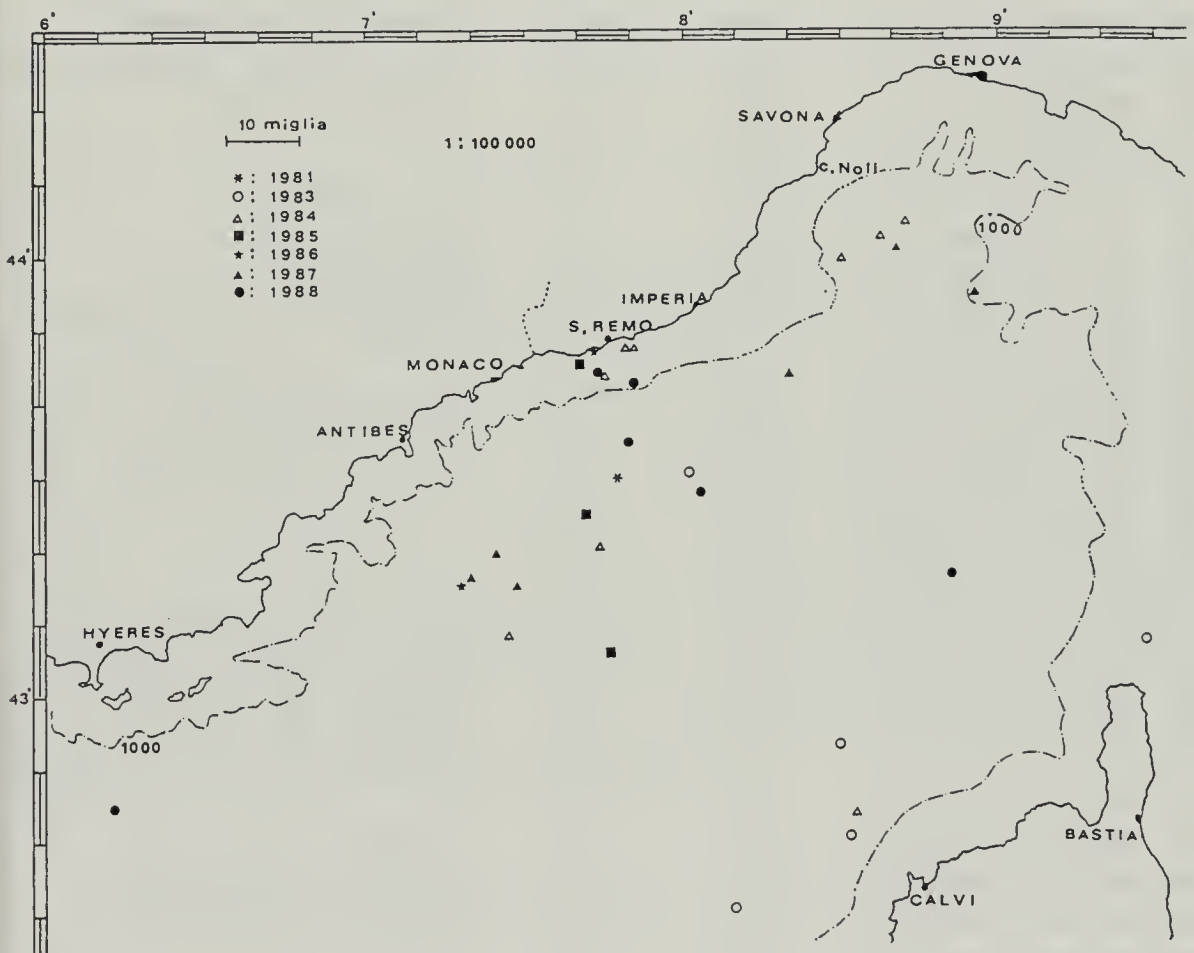 6' 7' 8' 9'
GENOVA
SAVONA
10 miglia
1:100 000
C. Noli
✶: 1981
○: 1983
△: 1984
■: 1985
★: 1986
▲: 1987
●: 1988
1000
44'
IMPERIA
S. REMO
MONACO
ANTIBES
HYERES
43'
1000
BASTIA
CALVI